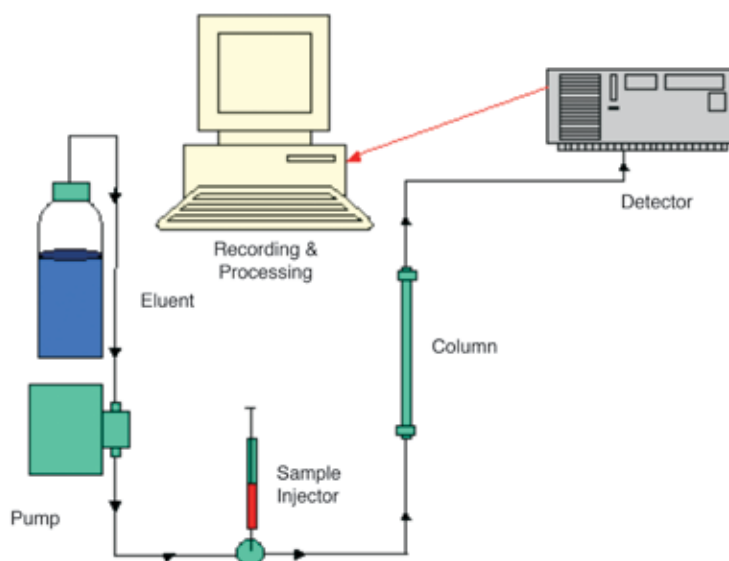 Recording &
Processing
Detector
Eluent
Column
Sample
Injector
Pump